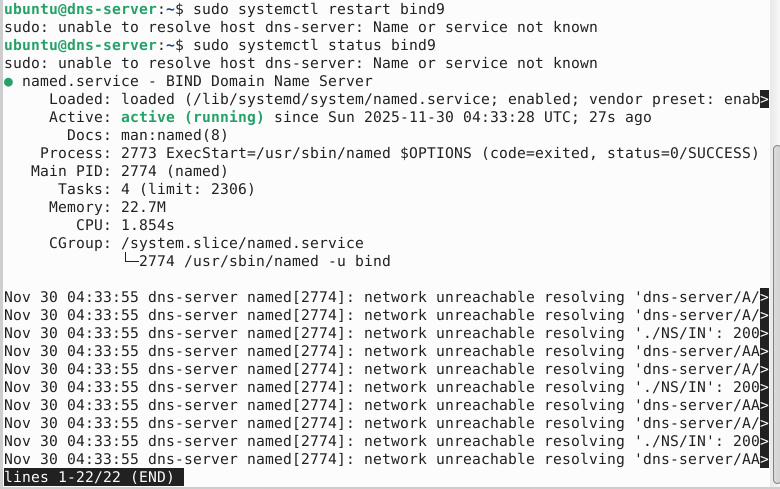 ubuntu@dns-server:~$ sudo systemctl restart bind9
sudo: unable to resolve host dns-server: Name or service not known
ubuntu@dns-server:~$ sudo systemctl status bind9
sudo: unable to resolve host dns-server: Name or service not known
● named.service - BIND Domain Name Server
     Loaded: loaded (/lib/systemd/system/named.service; enabled; vendor preset: enab>
     Active: active (running) since Sun 2025-11-30 04:33:28 UTC; 27s ago
       Docs: man:named(8)
    Process: 2773 ExecStart=/usr/sbin/named $OPTIONS (code=exited, status=0/SUCCESS)
   Main PID: 2774 (named)
      Tasks: 4 (limit: 2306)
     Memory: 22.7M
        CPU: 1.854s
     CGroup: /system.slice/named.service
             └─2774 /usr/sbin/named -u bind
Nov 30 04:33:55 dns-server named[2774]: network unreachable resolving 'dns-server/A/>
Nov 30 04:33:55 dns-server named[2774]: network unreachable resolving 'dns-server/A/>
Nov 30 04:33:55 dns-server named[2774]: network unreachable resolving './NS/IN': 200>
Nov 30 04:33:55 dns-server named[2774]: network unreachable resolving 'dns-server/AA>
Nov 30 04:33:55 dns-server named[2774]: network unreachable resolving 'dns-server/A/>
Nov 30 04:33:55 dns-server named[2774]: network unreachable resolving './NS/IN': 200>
Nov 30 04:33:55 dns-server named[2774]: network unreachable resolving 'dns-server/AA>
Nov 30 04:33:55 dns-server named[2774]: network unreachable resolving 'dns-server/A/>
Nov 30 04:33:55 dns-server named[2774]: network unreachable resolving './NS/IN': 200>
Nov 30 04:33:55 dns-server named[2774]: network unreachable resolving 'dns-server/AA>
lines 1-22/22 (END)